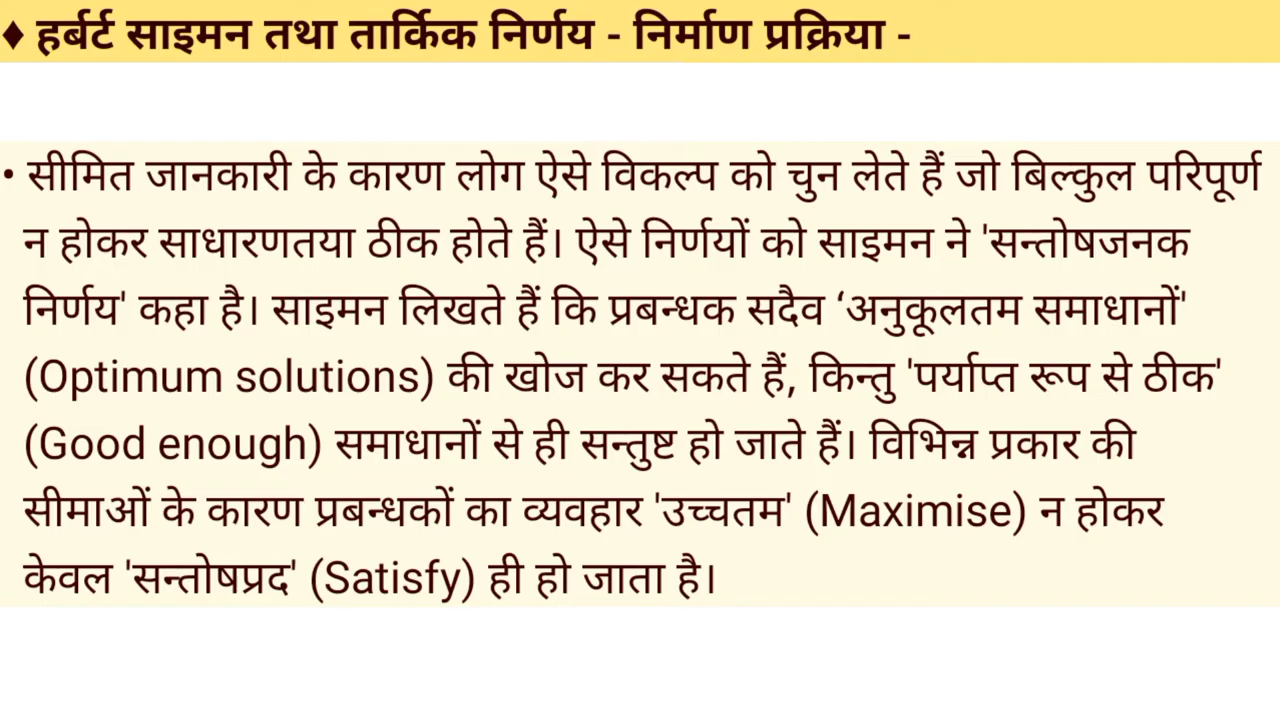 ♦ हर्बर्ट साइमन तथा तार्किक निर्णय - निर्माण प्रक्रिया -
• सीमित जानकारी के कारण लोग ऐसे विकल्प को चुन लेते हैं जो बिल्कुल परिपूर्ण
न होकर साधारणतया ठीक होते हैं। ऐसे निर्णयों को साइमन ने 'सन्तोषजनक
निर्णय' कहा है। साइमन लिखते हैं कि प्रबन्धक सदैव ‘अनुकूलतम समाधानों'
(Optimum solutions) की खोज कर सकते हैं, किन्तु 'पर्याप्त रूप से ठीक'
(Good enough) समाधानों से ही सन्तुष्ट हो जाते हैं। विभिन्न प्रकार की
सीमाओं के कारण प्रबन्धकों का व्यवहार 'उच्चतम' (Maximise) न होकर
केवल 'सन्तोषप्रद' (Satisfy) ही हो जाता है।